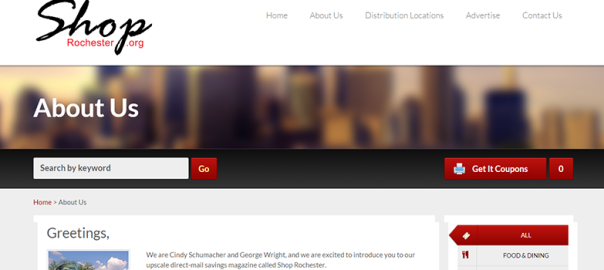 Shop
Rochester .org
Home About Us Distribution Locations Advertise Contact Us
About Us
Search by keyword Go Get It Coupons 0
Home > About Us
Greetings,
ALL
We are Cindy Schumacher and George Wright, and we are excited to introduce you to our
FOOD & DINING
upscale direct-mail savings magazine called Shop Rochester.